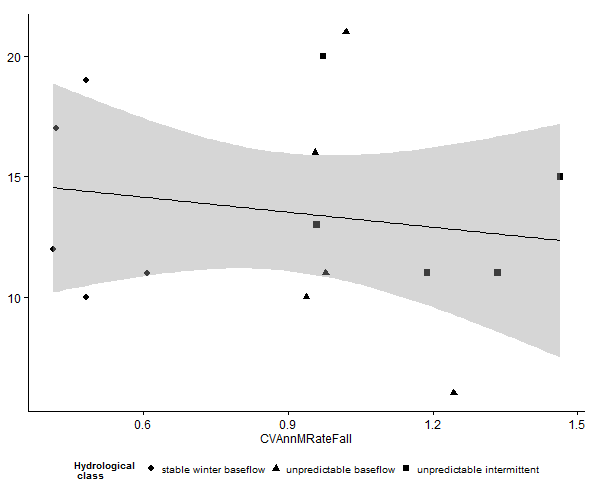 20
15
10
0.6 0.9 1.2 1.5
CVAnnMRateFall
Hydrological class stable winter baseflow unpredictable baseflow unpredictable intermittent